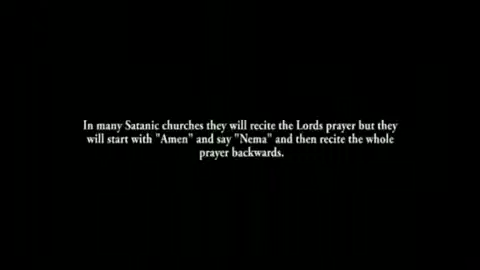 In many Satanic churches they will recite the Lords prayer but they
will start with "Amen" and say "Nema" and then recite the whole
prayer backwards.